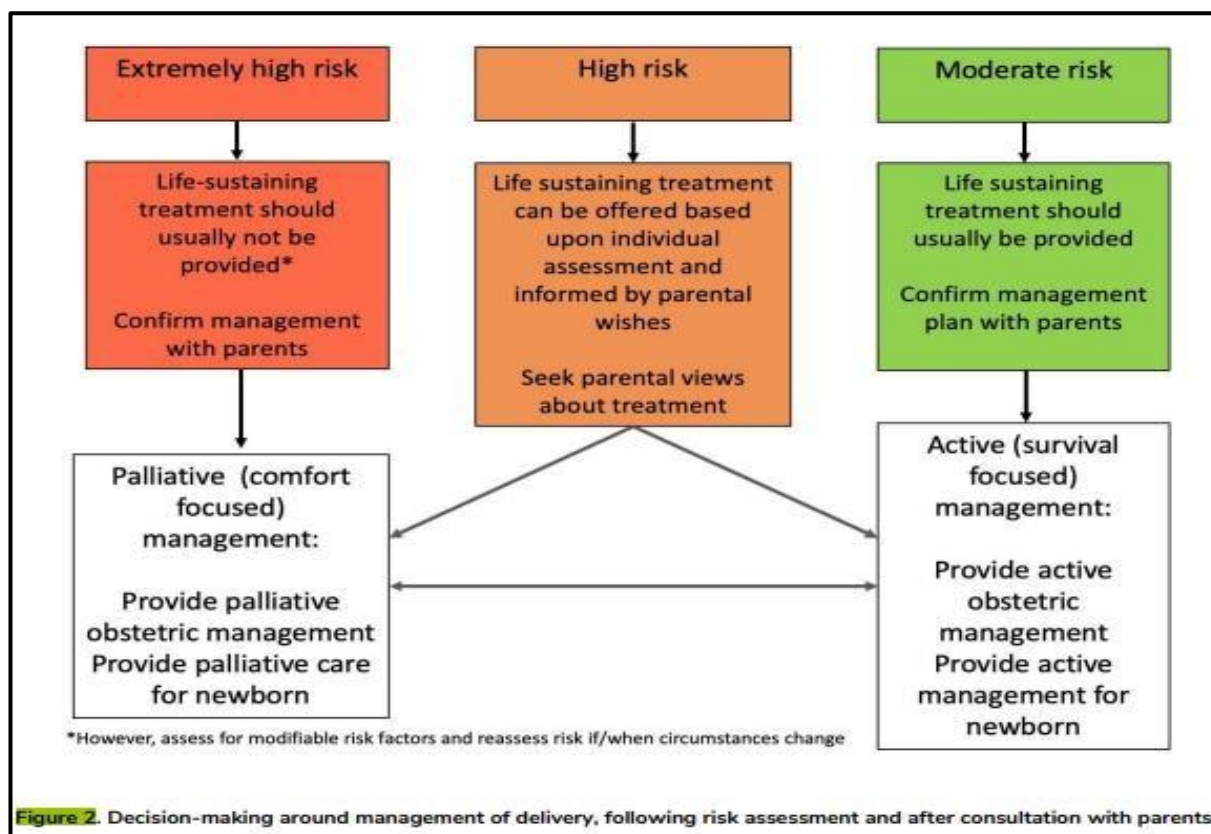 Extremely high risk
High risk
Moderate risk
Life-sustaining
treatment should
usually not be
provided*
Confirm management
with parents
Life sustaining treatment
can be offered based
upon individual
assessment and
informed by parental
wishes
Seek parental views
about treatment
Life sustaining
treatment should
usually be provided
Confirm management
plan with parents
Palliative (comfort
focused)
management:
Provide palliative
obstetric management
Provide palliative care
for newborn
Active (survival
focused)
management:
Provide active
obstetric
management
Provide active
management for
newborn
*However, assess for modifiable risk factors and reassess risk if/when circumstances change
Figure 2. Decision-making around management of delivery, following risk assessment and after consultation with parents